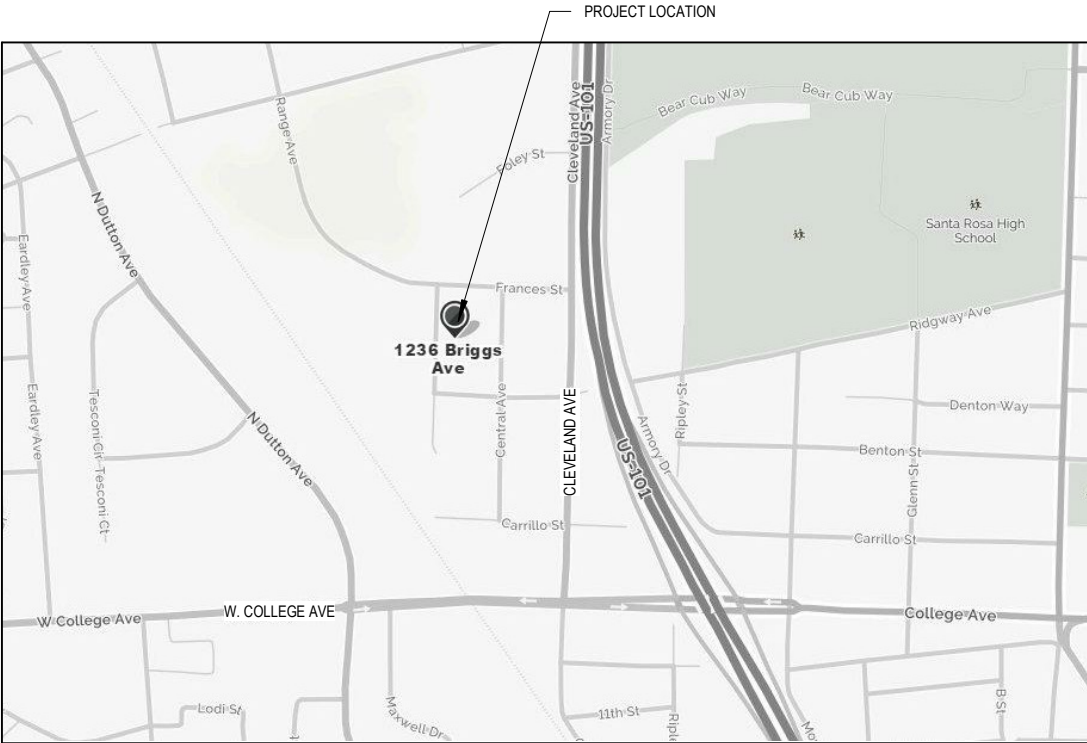 PROJECT LOCATION
Cleveland Ave
US-101
Armory Dr
Bear Cub Way
Bear Cub Way
Range Ave
Foley St
N Dutton Ave
Santa Rosa High
School
Eardley Ave
Frances St
Ridgway Ave
1236 Briggs
Ave
Eardley Ave
Tesconi Cir
Tesconi Ct
N Dutton Ave
Central Ave
CLEVELAND AVE
US-101
Armory Dr
Ripley St
Denton Way
Benton St
Glenn St
Carrillo St
Carrillo St
W College Ave
W. COLLEGE AVE
College Ave
Lodi St
Maxwell Dr
11th St
B St